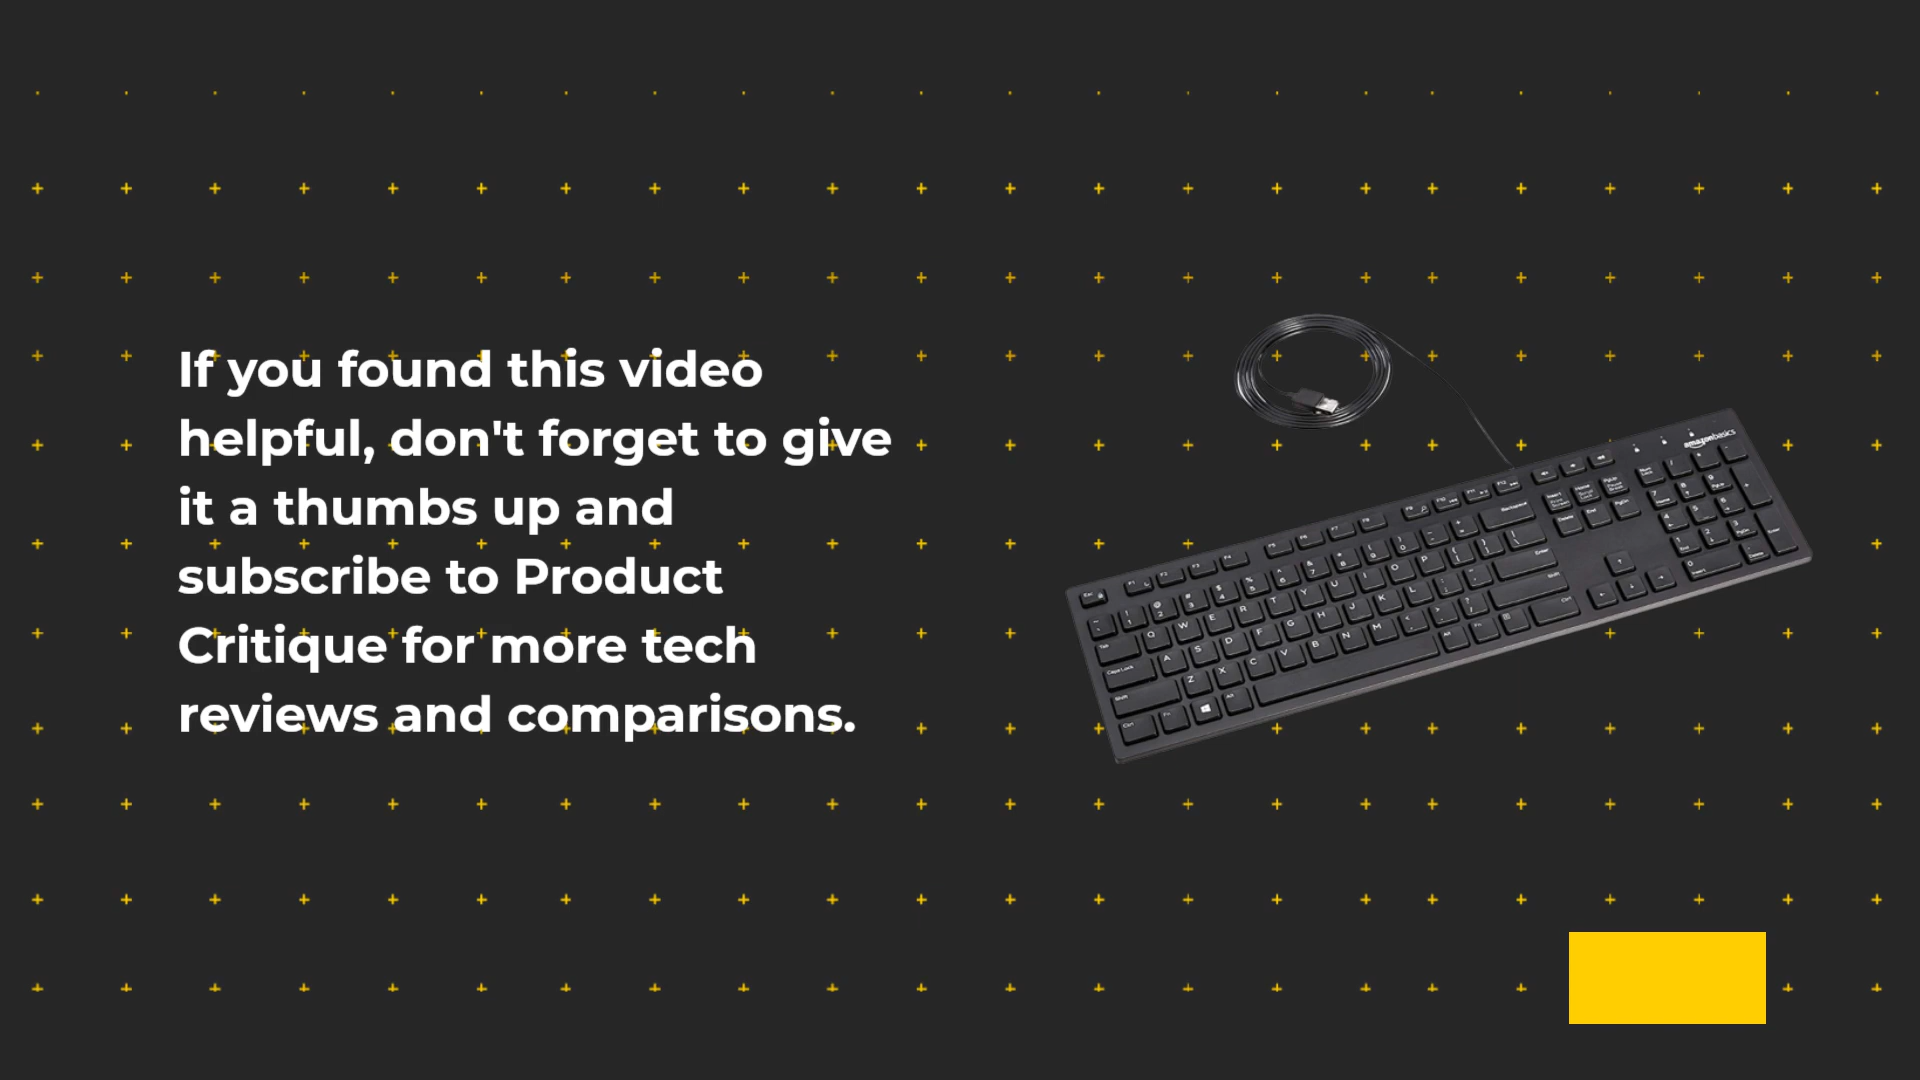 If you found this video
helpful, don't forget to give
it a thumbs up and
subscribe to Product
Critique for more tech
reviews and comparisons.
amazonbasics